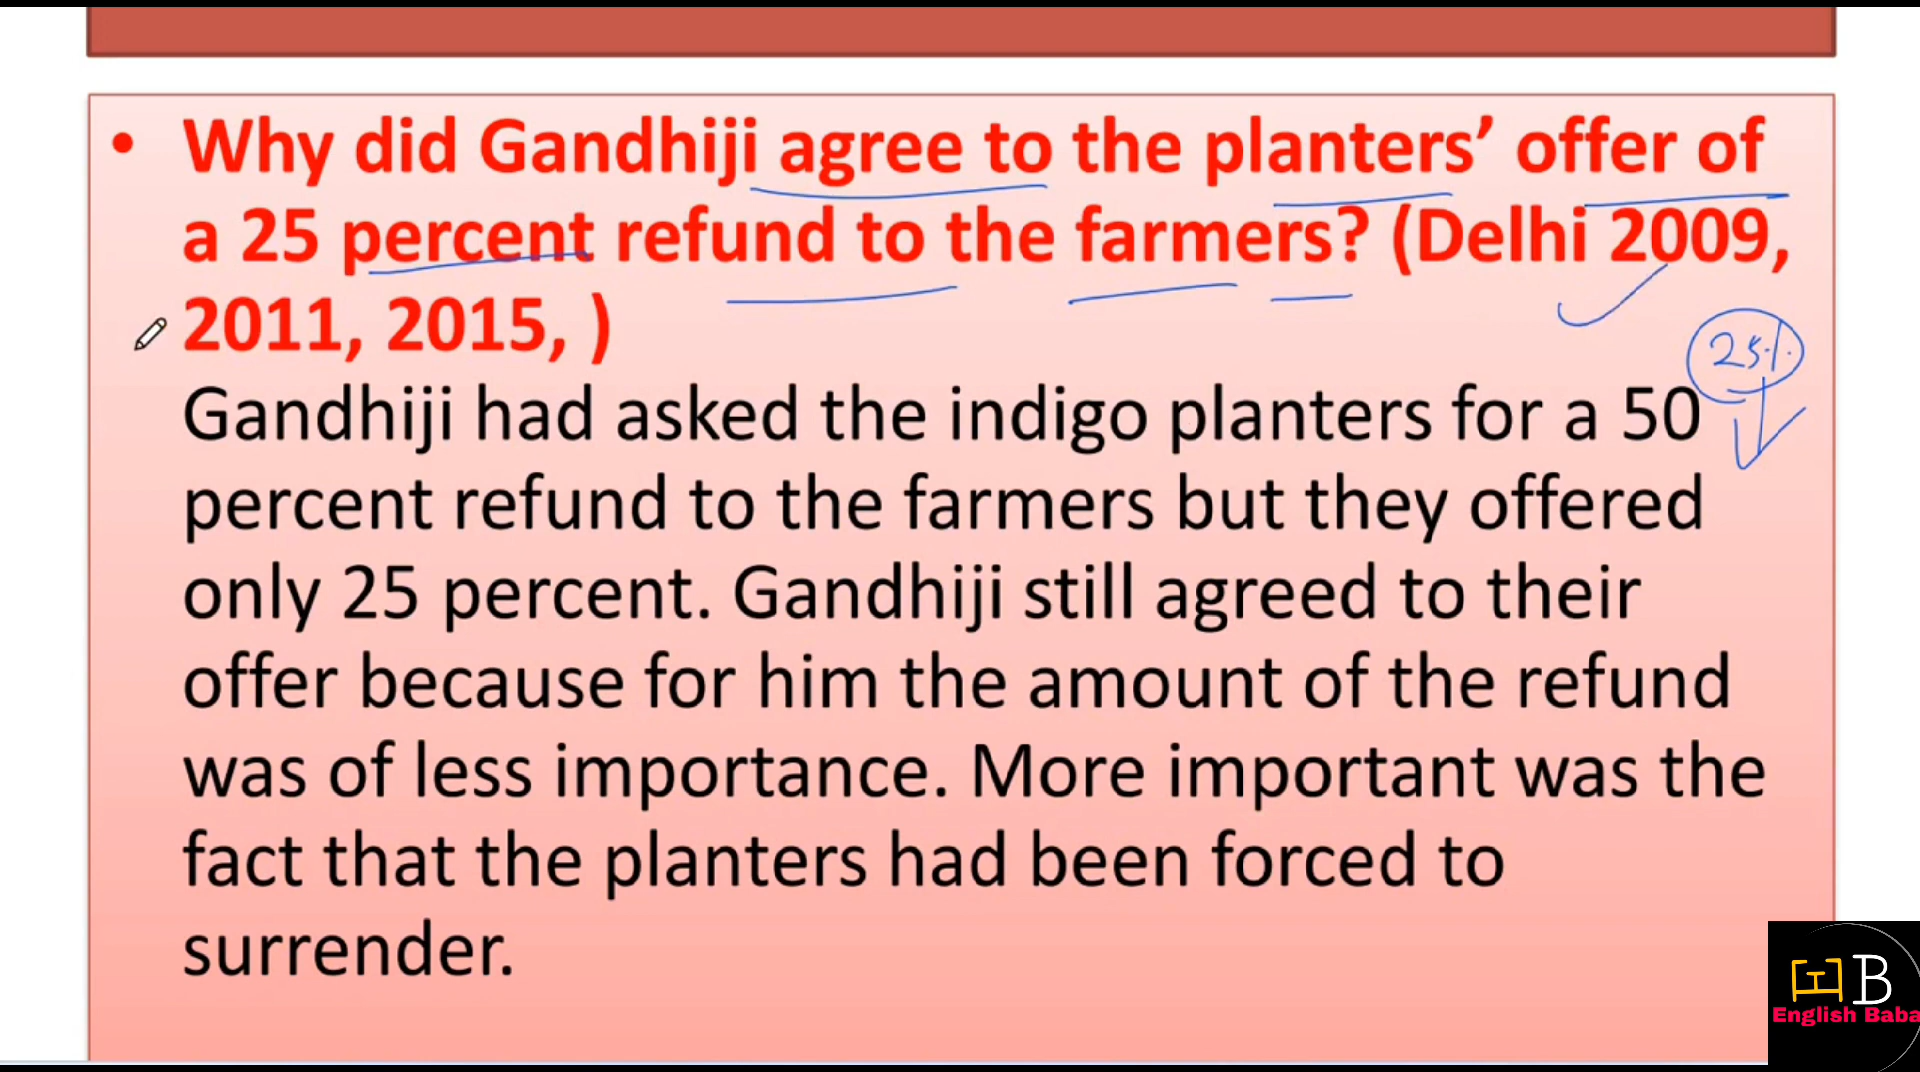 • Why did Gandhiji agree to the planters’ offer of
a 25 percent refund to the farmers? (Delhi 2009,
2011, 2015, )
25%
Gandhiji had asked the indigo planters for a 50
percent refund to the farmers but they offered
only 25 percent. Gandhiji still agreed to their
offer because for him the amount of the refund
was of less importance. More important was the
fact that the planters had been forced to
surrender.
B
English Baba